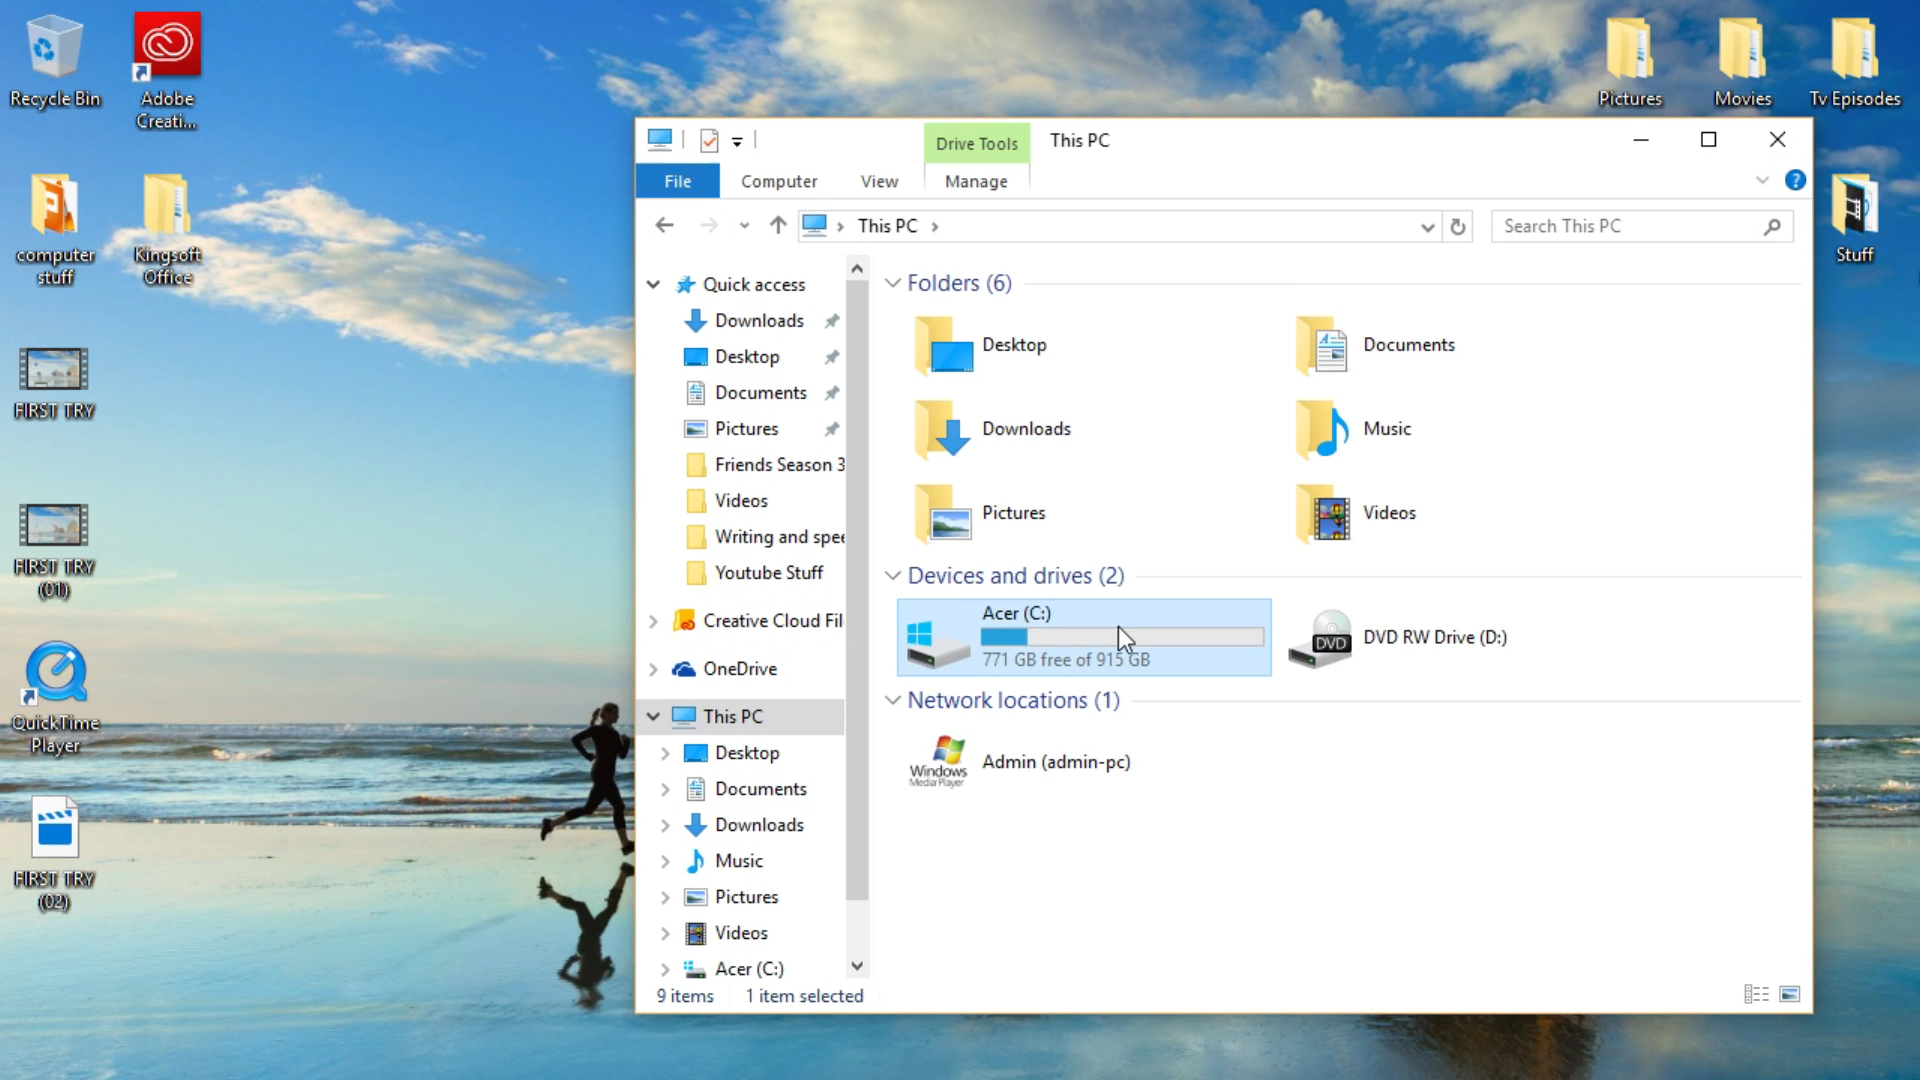 Recycle Bin
Adobe
Creati...
computer
stuff
Kingsoft
Office
FIRST TRY
FIRST TRY
(01)
QuickTime
Player
FIRST TRY
(02)
Pictures
Movies
Tv Episodes
Stuff
Drive Tools
This PC
File
Computer
View
Manage
?
This PC
Search This PC
Quick access
Downloads
Desktop
Documents
Pictures
Friends Season 3
Videos
Writing and spee
Youtube Stuff
Creative Cloud Fil
OneDrive
This PC
Desktop
Documents
Downloads
Music
Pictures
Videos
Acer (C:)
Folders (6)
Desktop
Documents
Downloads
Music
Pictures
Videos
Devices and drives (2)
Acer (C:)
771 GB free of 915 GB
DVD
DVD RW Drive (D:)
Network locations (1)
Windows
Media Player
Admin (admin-pc)
9 items
1 item selected